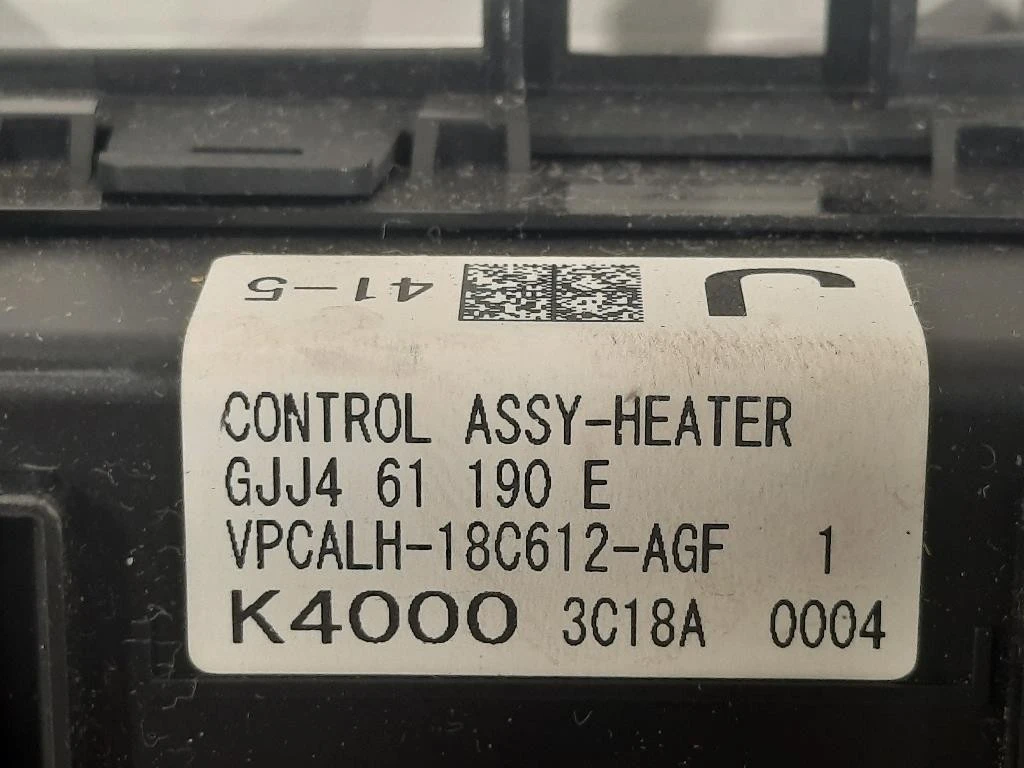 41-5 J
CONTROL ASSY-HEATER
GJJ4 61 190 E
VPCALH-18C612-AGF 1
K4000 3C18A 0004